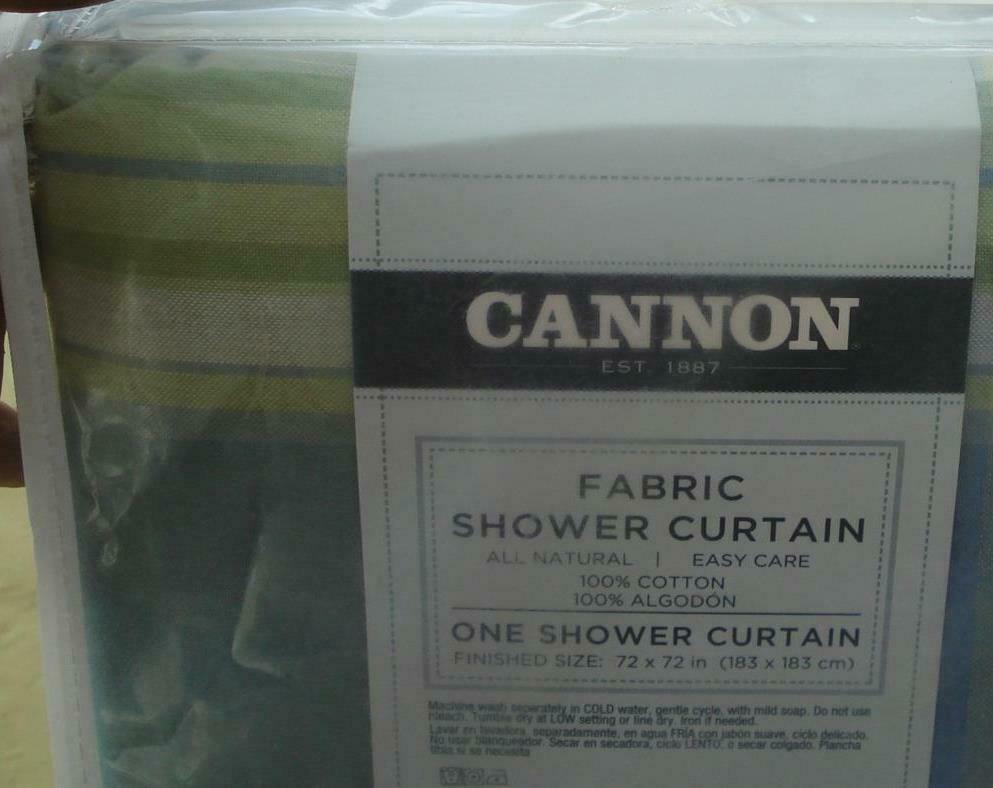 CANNON
EST. 1887
FABRIC
SHOWER CURTAIN
ALL NATURAL | EASY CARE
100% COTTON
100% ALGODÓN
ONE SHOWER CURTAIN
FINISHED SIZE: 72 x 72 in (183 x 183 cm)
Machine wash separately in COLD water, gentle cycle, with mild soap. Do not use
bleach. Tumble dry at LOW setting or line dry. Iron if needed.
Lavar en lavadora, separadamente, en agua FRÍA con jabón suave, ciclo delicado.
No usar blanqueador. Secar en secadora, ciclo LENTO, o secar colgado. Plancha
tibia si se necesita